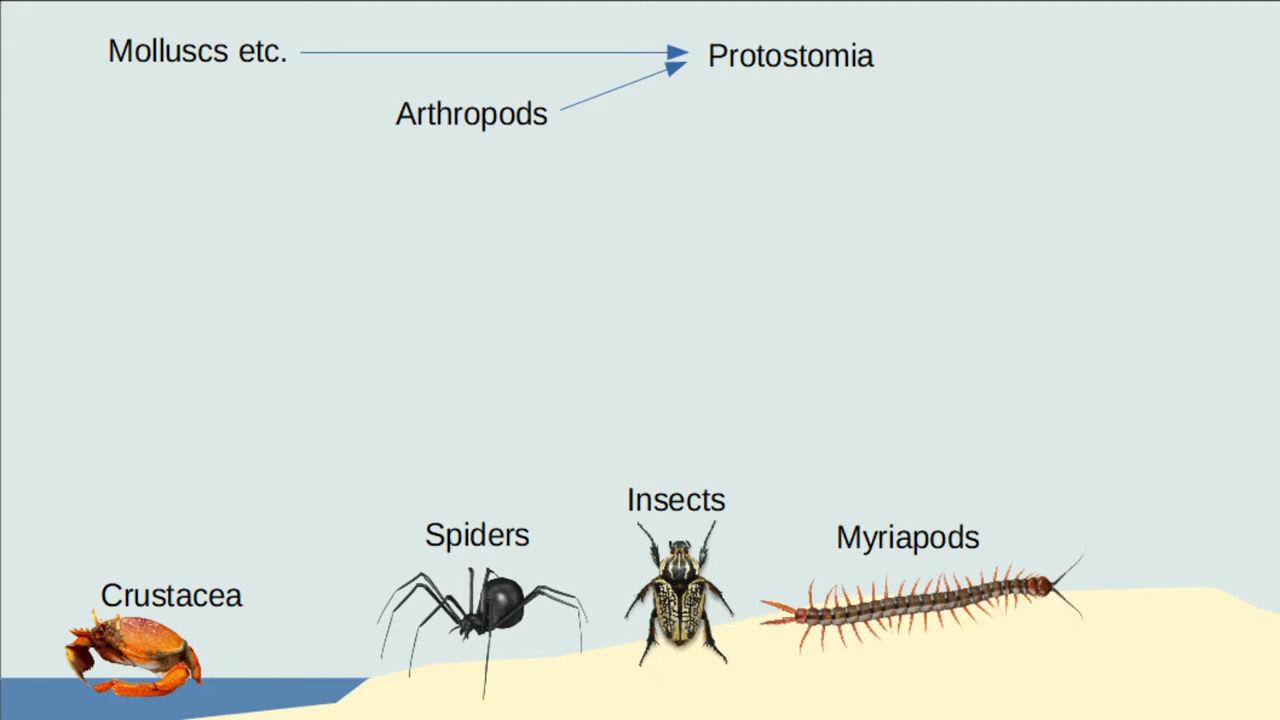 Molluscs etc.
Protostomia
Arthropods
Insects
Spiders
Myriapods
Crustacea